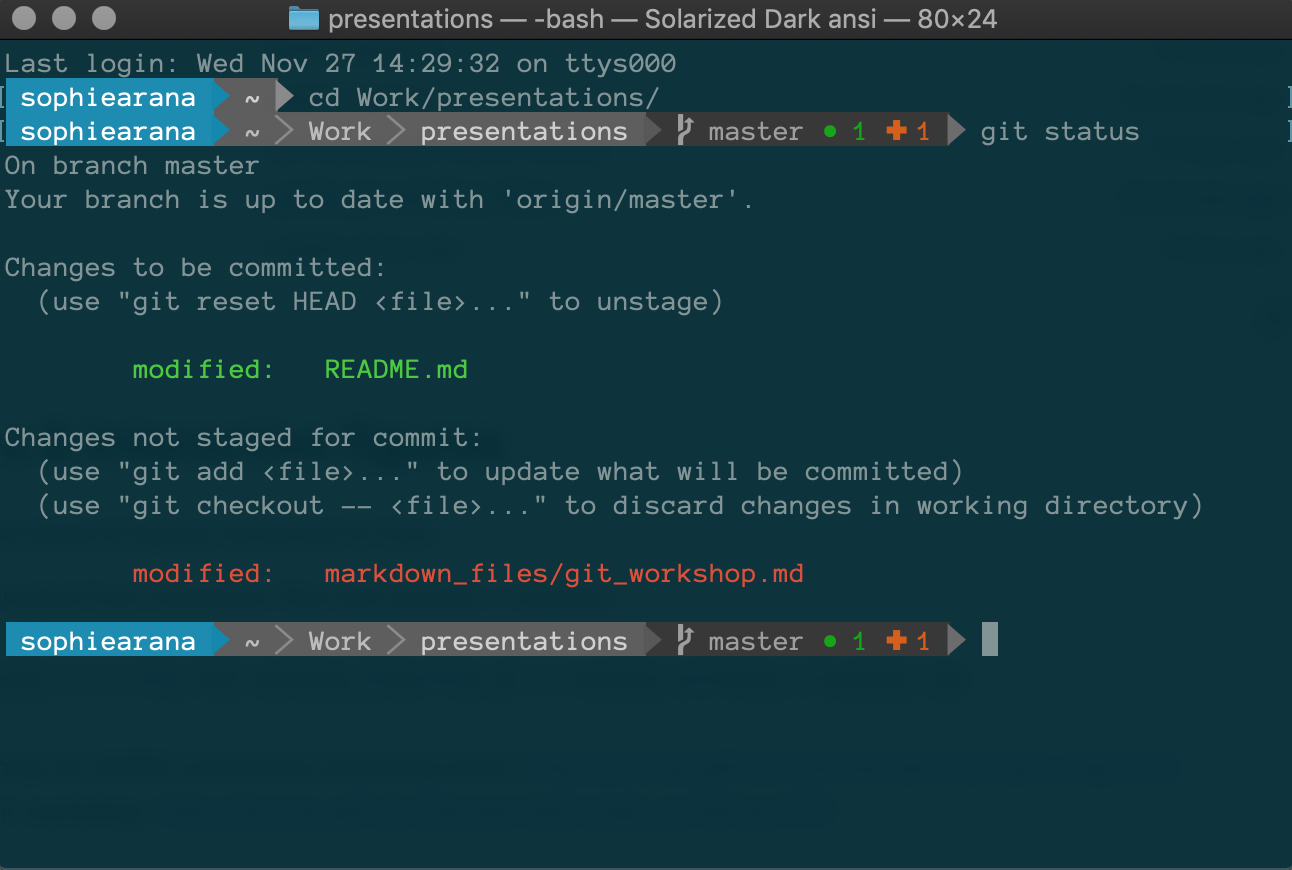 presentations — -bash — Solarized Dark ansi — 80×24
Last login: Wed Nov 27 14:29:32 on ttys000
sophiearana ~ cd Work/presentations/
sophiearana ~ Work presentations master ● 1 ✚ 1 git status
On branch master
Your branch is up to date with 'origin/master'.
Changes to be committed:
(use "git reset HEAD <file>..." to unstage)
modified: README.md
Changes not staged for commit:
(use "git add <file>..." to update what will be committed)
(use "git checkout -- <file>..." to discard changes in working directory)
modified: markdown_files/git_workshop.md
sophiearana ~ Work presentations master ● 1 ✚ 1